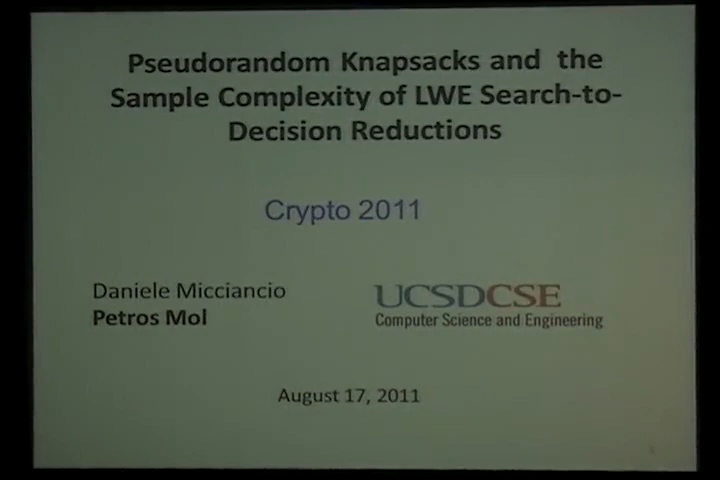 Pseudorandom Knapsacks and the
Sample Complexity of LWE Search-to-
Decision Reductions
Crypto 2011
Daniele Micciancio
Petros Mol
UCSDCSE
Computer Science and Engineering
August 17, 2011